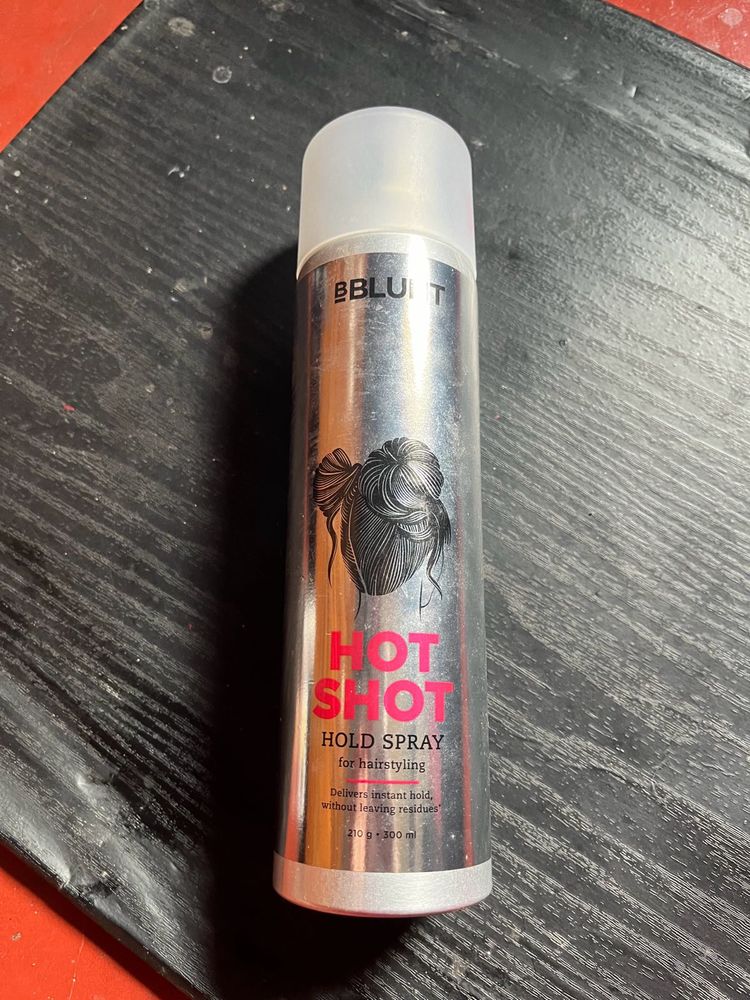 BBLUNT
HOT
SHOT
HOLD SPRAY
for hairstyling
Delivers instant hold,
without leaving residues*
210 g • 300 ml